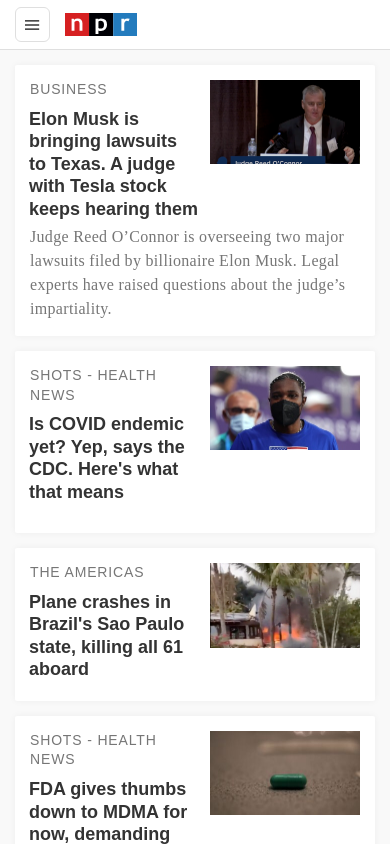 npr
BUSINESS
Elon Musk is
bringing lawsuits
to Texas. A judge
with Tesla stock
keeps hearing them
Judge Reed O'Connor
Judge Reed O’Connor is overseeing two major
lawsuits filed by billionaire Elon Musk. Legal
experts have raised questions about the judge’s
impartiality.
SHOTS - HEALTH
NEWS
Is COVID endemic
yet? Yep, says the
CDC. Here's what
that means
THE AMERICAS
Plane crashes in
Brazil's Sao Paulo
state, killing all 61
aboard
SHOTS - HEALTH
NEWS
FDA gives thumbs
down to MDMA for
now, demanding